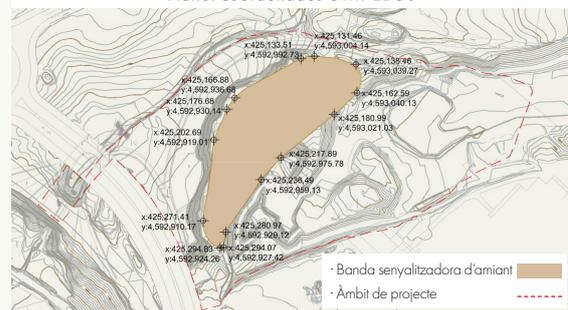 x:425,131.46
y:4,593,004.14
x:425,133.51
y:4,592,992.73
x:425,138.46
y:4,593,039.27
x:425,166.88
y:4,592,936.68
x:425,162.59
y:4,593,040.13
x:425,176.68
y:4,592,930.14
x:425,180.99
y:4,593,021.03
x:425,202.69
y:4,592,919.01
x:425,217.89
y:4,592,975.78
x:425,236.49
y:4,592,959.13
x:425,271.41
y:4,592,910.17
x:425,280.97
y:4,592,929.12
x:425,294.83
y:4,592,924.26
x:425,294.07
y:4,592,927.42
· Banda senyalitzadora d'amiant
· Àmbit de projecte